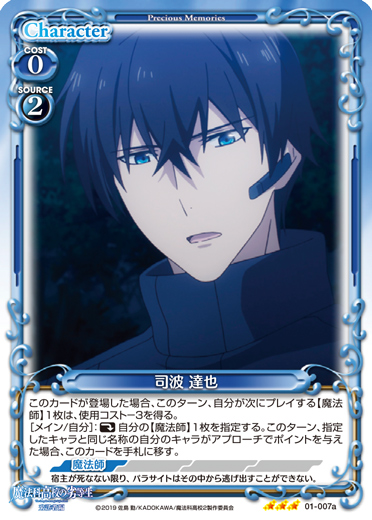 Precious Memories
Character
COST
0
SOURCE
2
司波 達也
このカードが登場した場合、このターン、自分が次にプレイする【魔法
師】1枚は、使用コスト−3を得る。
[メイン/自分]: 自分の【魔法師】1枚を指定する。このターン、指定
したキャラと同じ名称の自分のキャラがアプローチでポイントを与え
た場合、このカードを手札に移す。
魔法師
宿主が死なない限り、パラサイトはその中から逃げ出すことができない。
魔法科高校の劣等生
©2019 佐島 勤/KADOKAWA/魔法科高校2製作委員会
01-007a